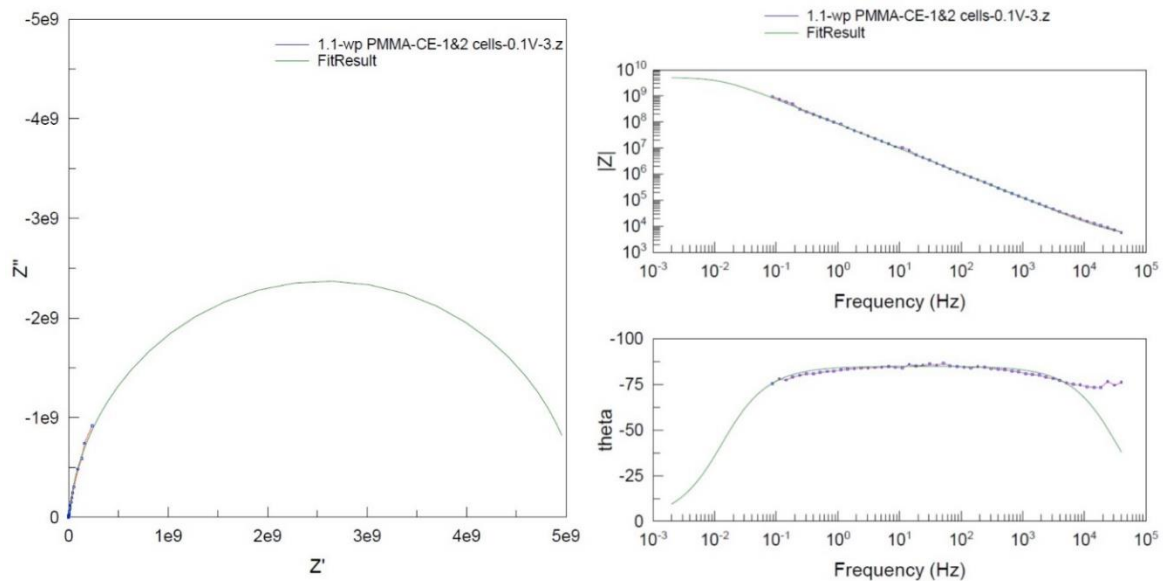 -5e9
1.1-wp PMMA-CE-1&2 cells-0.1V-3.z
FitResult
-4e9
-3e9
Z''
-2e9
-1e9
0
0 1e9 2e9 3e9 4e9 5e9
Z'
1.1-wp PMMA-CE-1&2 cells-0.1V-3.z
FitResult
10^10
10^9
10^8
10^7
10^6
10^5
10^4
10^3
|Z|
10^-3 10^-2 10^-1 10^0 10^1 10^2 10^3 10^4 10^5
Frequency (Hz)
-100
-75
-50
-25
0
theta
10^-3 10^-2 10^-1 10^0 10^1 10^2 10^3 10^4 10^5
Frequency (Hz)